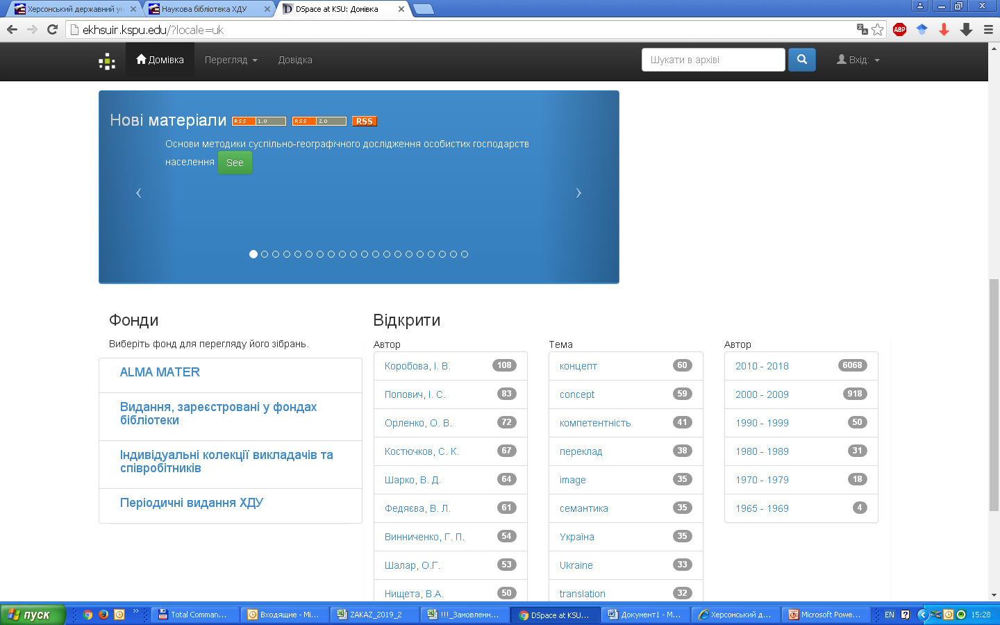 Херсонський державний ун
Наукова бібліотека ХДУ
DSpace at KSU: Домівка
ekhsuir.kspu.edu/?locale=uk
ABP
Домівка
Перегляд
Довідка
Шукати в архіві
Вхід:
Нові матеріали RSS 1.0 RSS 2.0 RSS
Основи методики суспільно-географічного дослідження особистих господарств
населення See
Фонди
Виберіть фонд для перегляду його зібрань.
ALMA MATER
Видання, зареєстровані у фондах
бібліотеки
Індивідуальні колекції викладачів та
співробітників
Періодичні видання ХДУ
Відкрити
Автор
Коробова, І. В. 108
Попович, І. С. 83
Орленко, О. В. 72
Костючков, С. К. 67
Шарко, В. Д. 64
Федяєва, В. Л. 61
Винниченко, Г. П. 54
Шалар, О.Г. 53
Нищета, В.А. 50
Тема
концепт 60
concept 59
компетентність 41
переклад 38
image 35
семантика 35
Україна 35
Ukraine 33
translation 32
Автор
2010 - 2018 6068
2000 - 2009 918
1990 - 1999 50
1980 - 1989 31
1970 - 1979 18
1965 - 1969 4
пуск
Total Comman...
Входящие - Mi...
ZAKAZ_2019_2
!!!_Замовленн...
DSpace at KSU...
Документ1 - M...
Херсонський д...
Microsoft Powe...
EN
15:28